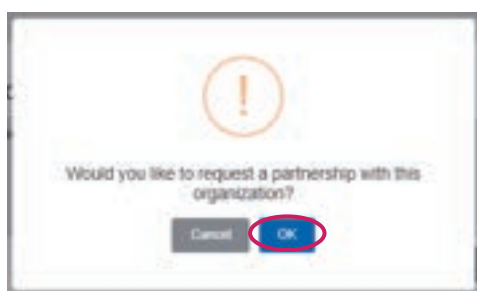 !
Would you like to request a partnership with this
organization?
Cancel OK